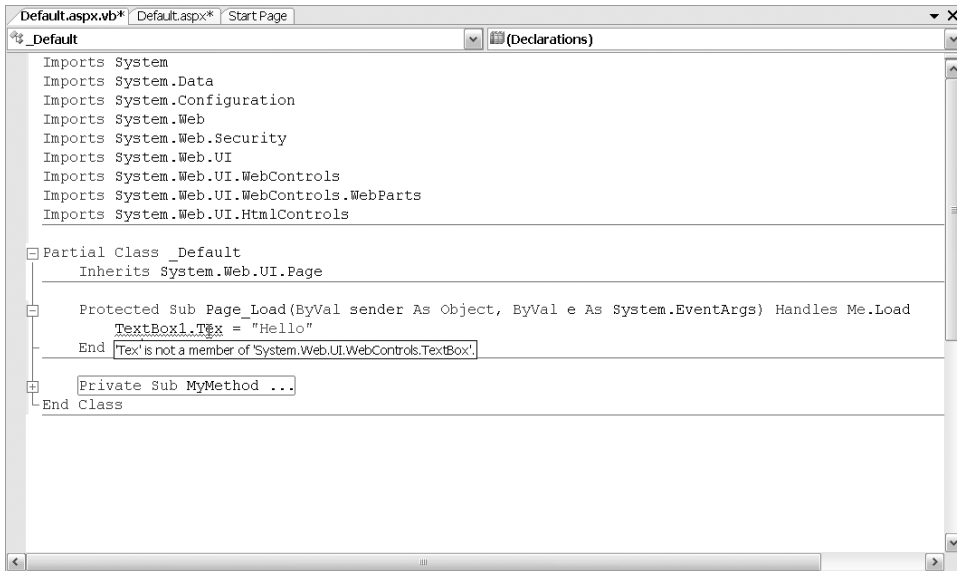 Default.aspx.vb* Default.aspx* Start Page
_Default (Declarations)
Imports System
Imports System.Data
Imports System.Configuration
Imports System.Web
Imports System.Web.Security
Imports System.Web.UI
Imports System.Web.UI.WebControls
Imports System.Web.UI.WebControls.WebParts
Imports System.Web.UI.HtmlControls
Partial Class _Default
Inherits System.Web.UI.Page
Protected Sub Page_Load(ByVal sender As Object, ByVal e As System.EventArgs) Handles Me.Load
TextBox1.Tex = "Hello"
End
'Tex' is not a member of 'System.Web.UI.WebControls.TextBox'.
Private Sub MyMethod ...
End Class